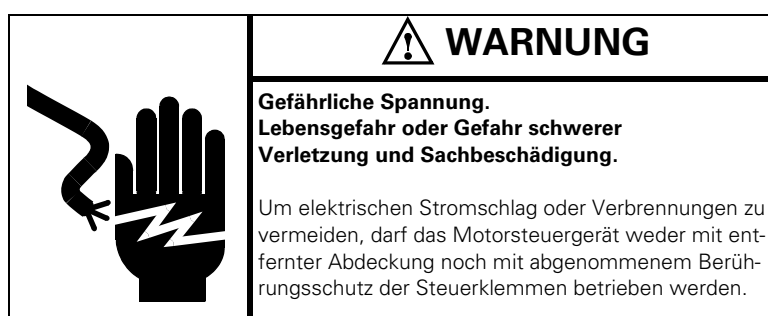 WARNUNG
Gefährliche Spannung.
Lebensgefahr oder Gefahr schwerer
Verletzung und Sachbeschädigung.
Um elektrischen Stromschlag oder Verbrennungen zu
vermeiden, darf das Motorsteuergerät weder mit ent-
fernter Abdeckung noch mit abgenommenem Berüh-
rungsschutz der Steuerklemmen betrieben werden.